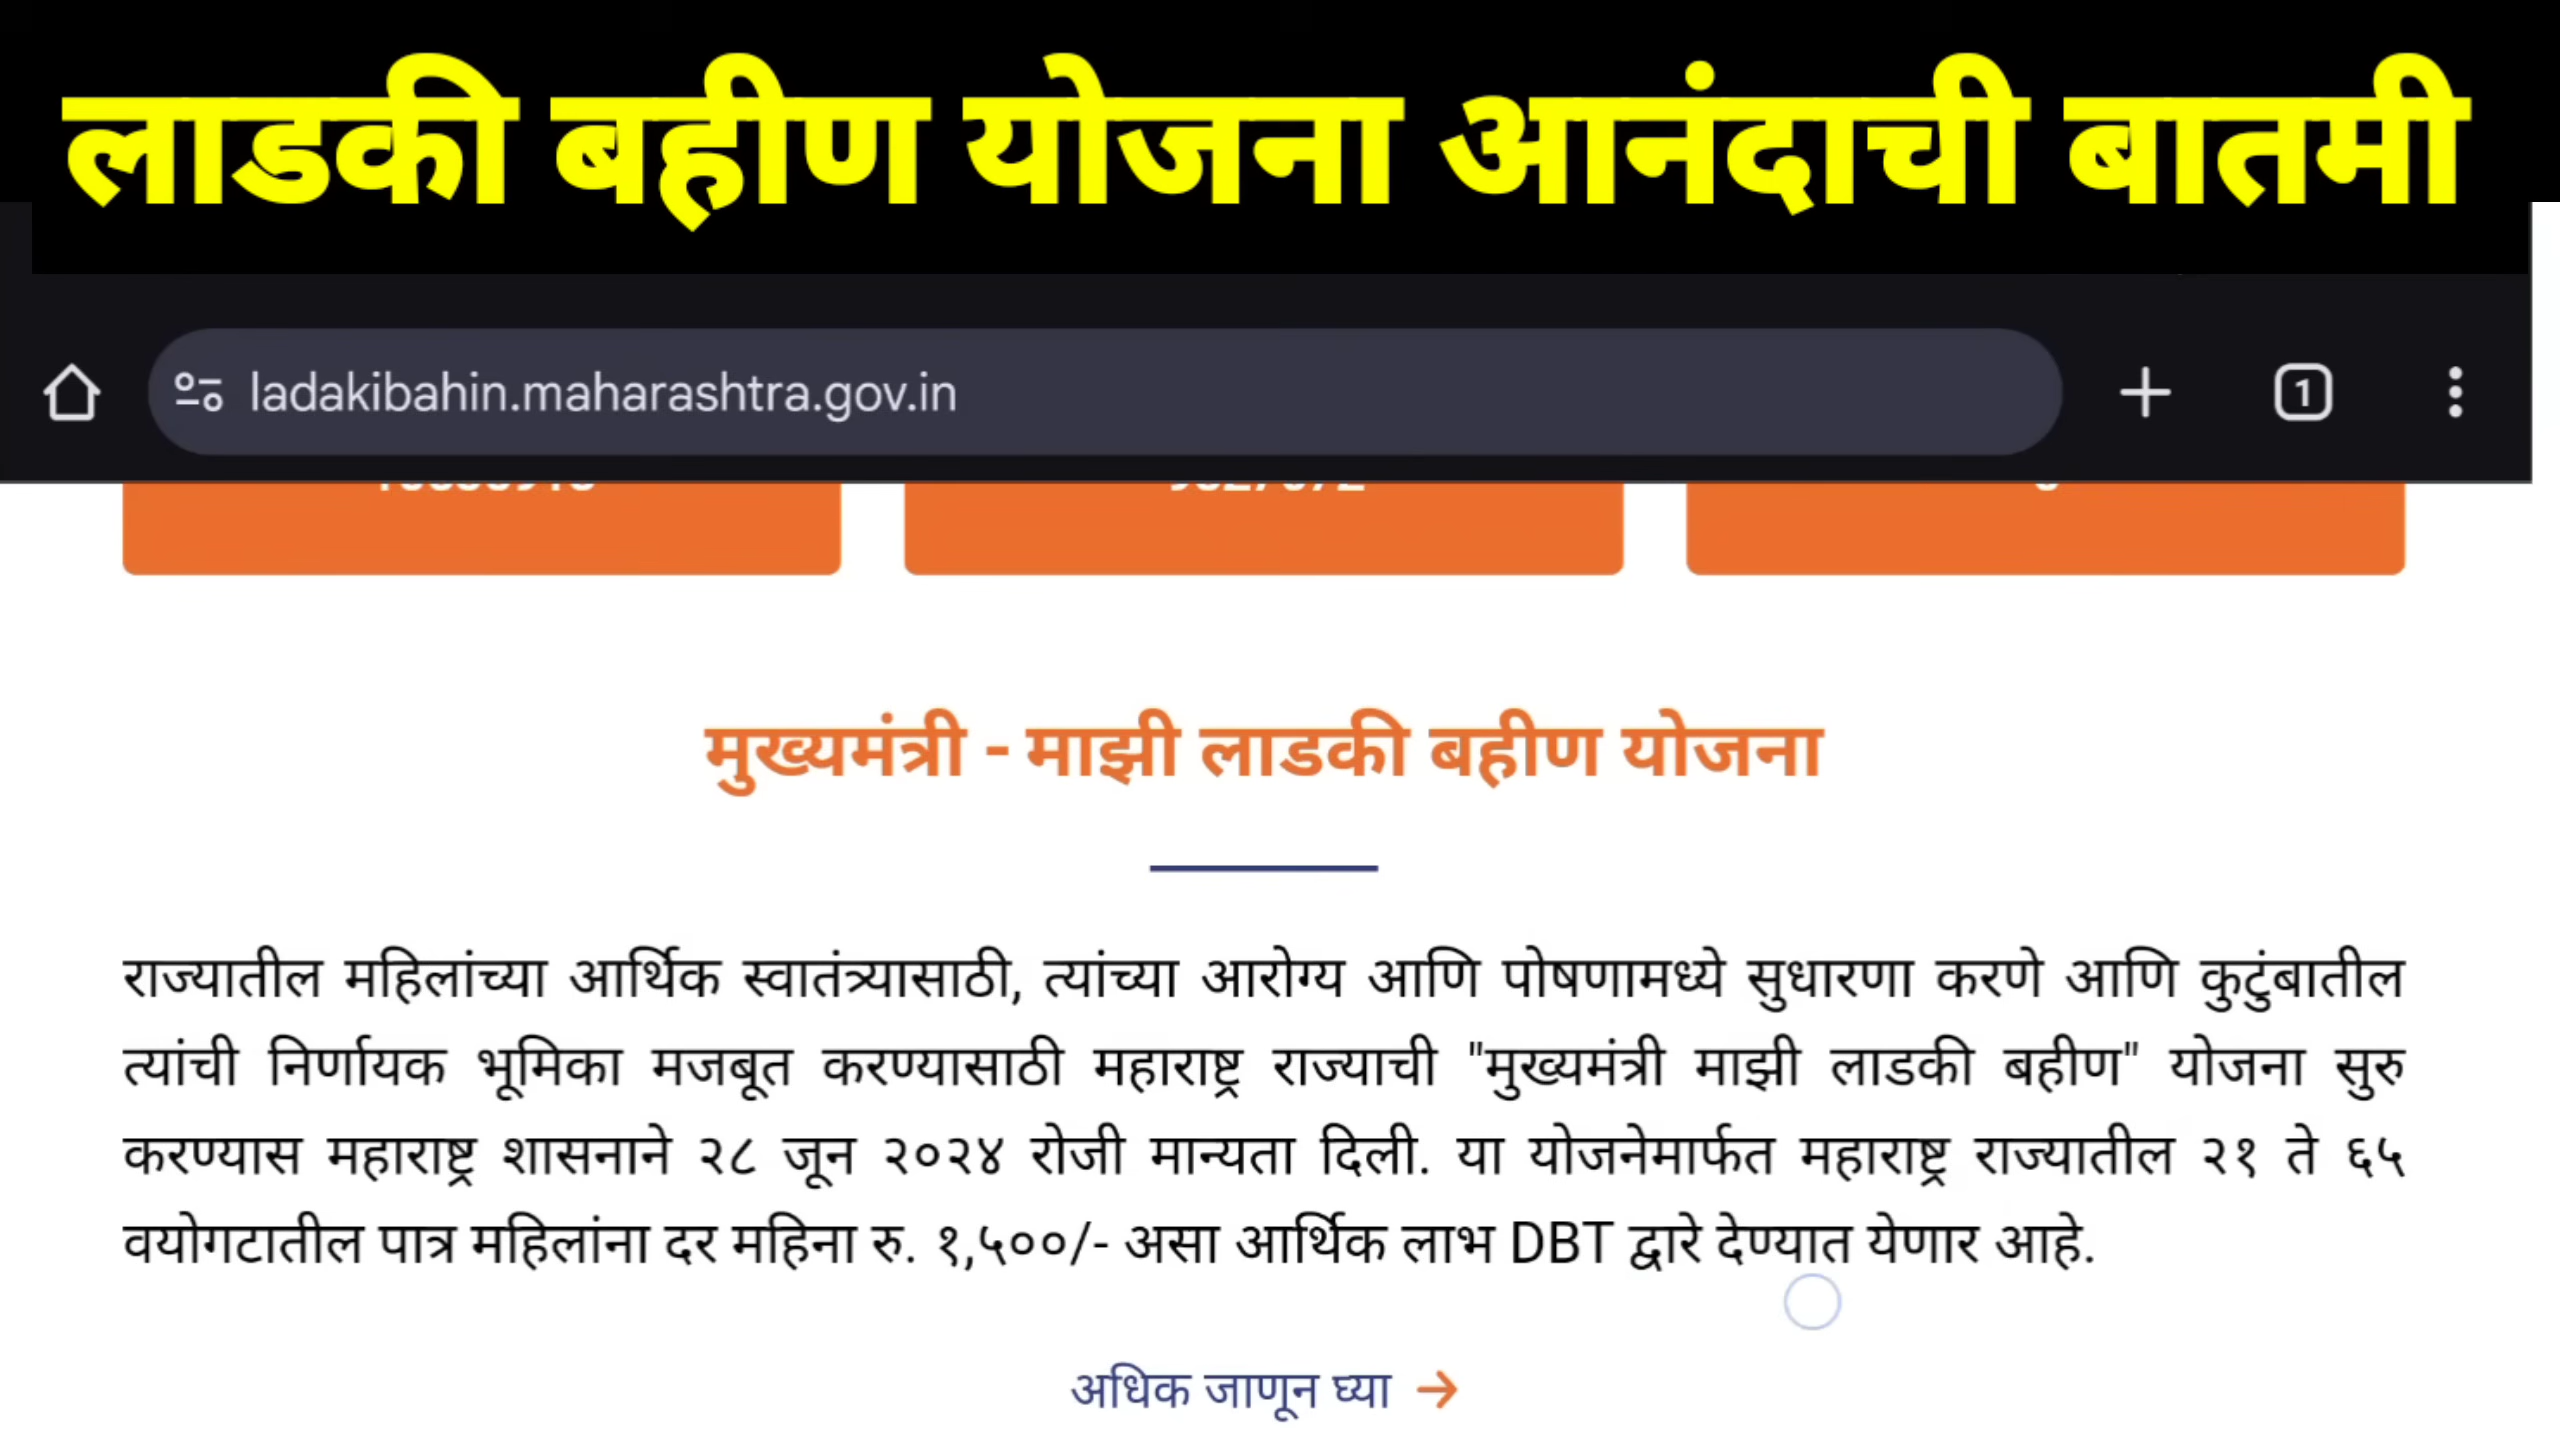 लाडकी बहीण योजना आनंदाची बातमी
ladakibahin.maharashtra.gov.in
1
मुख्यमंत्री - माझी लाडकी बहीण योजना
राज्यातील महिलांच्या आर्थिक स्वातंत्र्यासाठी, त्यांच्या आरोग्य आणि पोषणामध्ये सुधारणा करणे आणि कुटुंबातील
त्यांची निर्णायक भूमिका मजबूत करण्यासाठी महाराष्ट्र राज्याची "मुख्यमंत्री माझी लाडकी बहीण" योजना सुरु
करण्यास महाराष्ट्र शासनाने २८ जून २०२४ रोजी मान्यता दिली. या योजनेमार्फत महाराष्ट्र राज्यातील २१ ते ६५
वयोगटातील पात्र महिलांना दर महिना रु. १,५००/- असा आर्थिक लाभ DBT द्वारे देण्यात येणार आहे.
अधिक जाणून घ्या